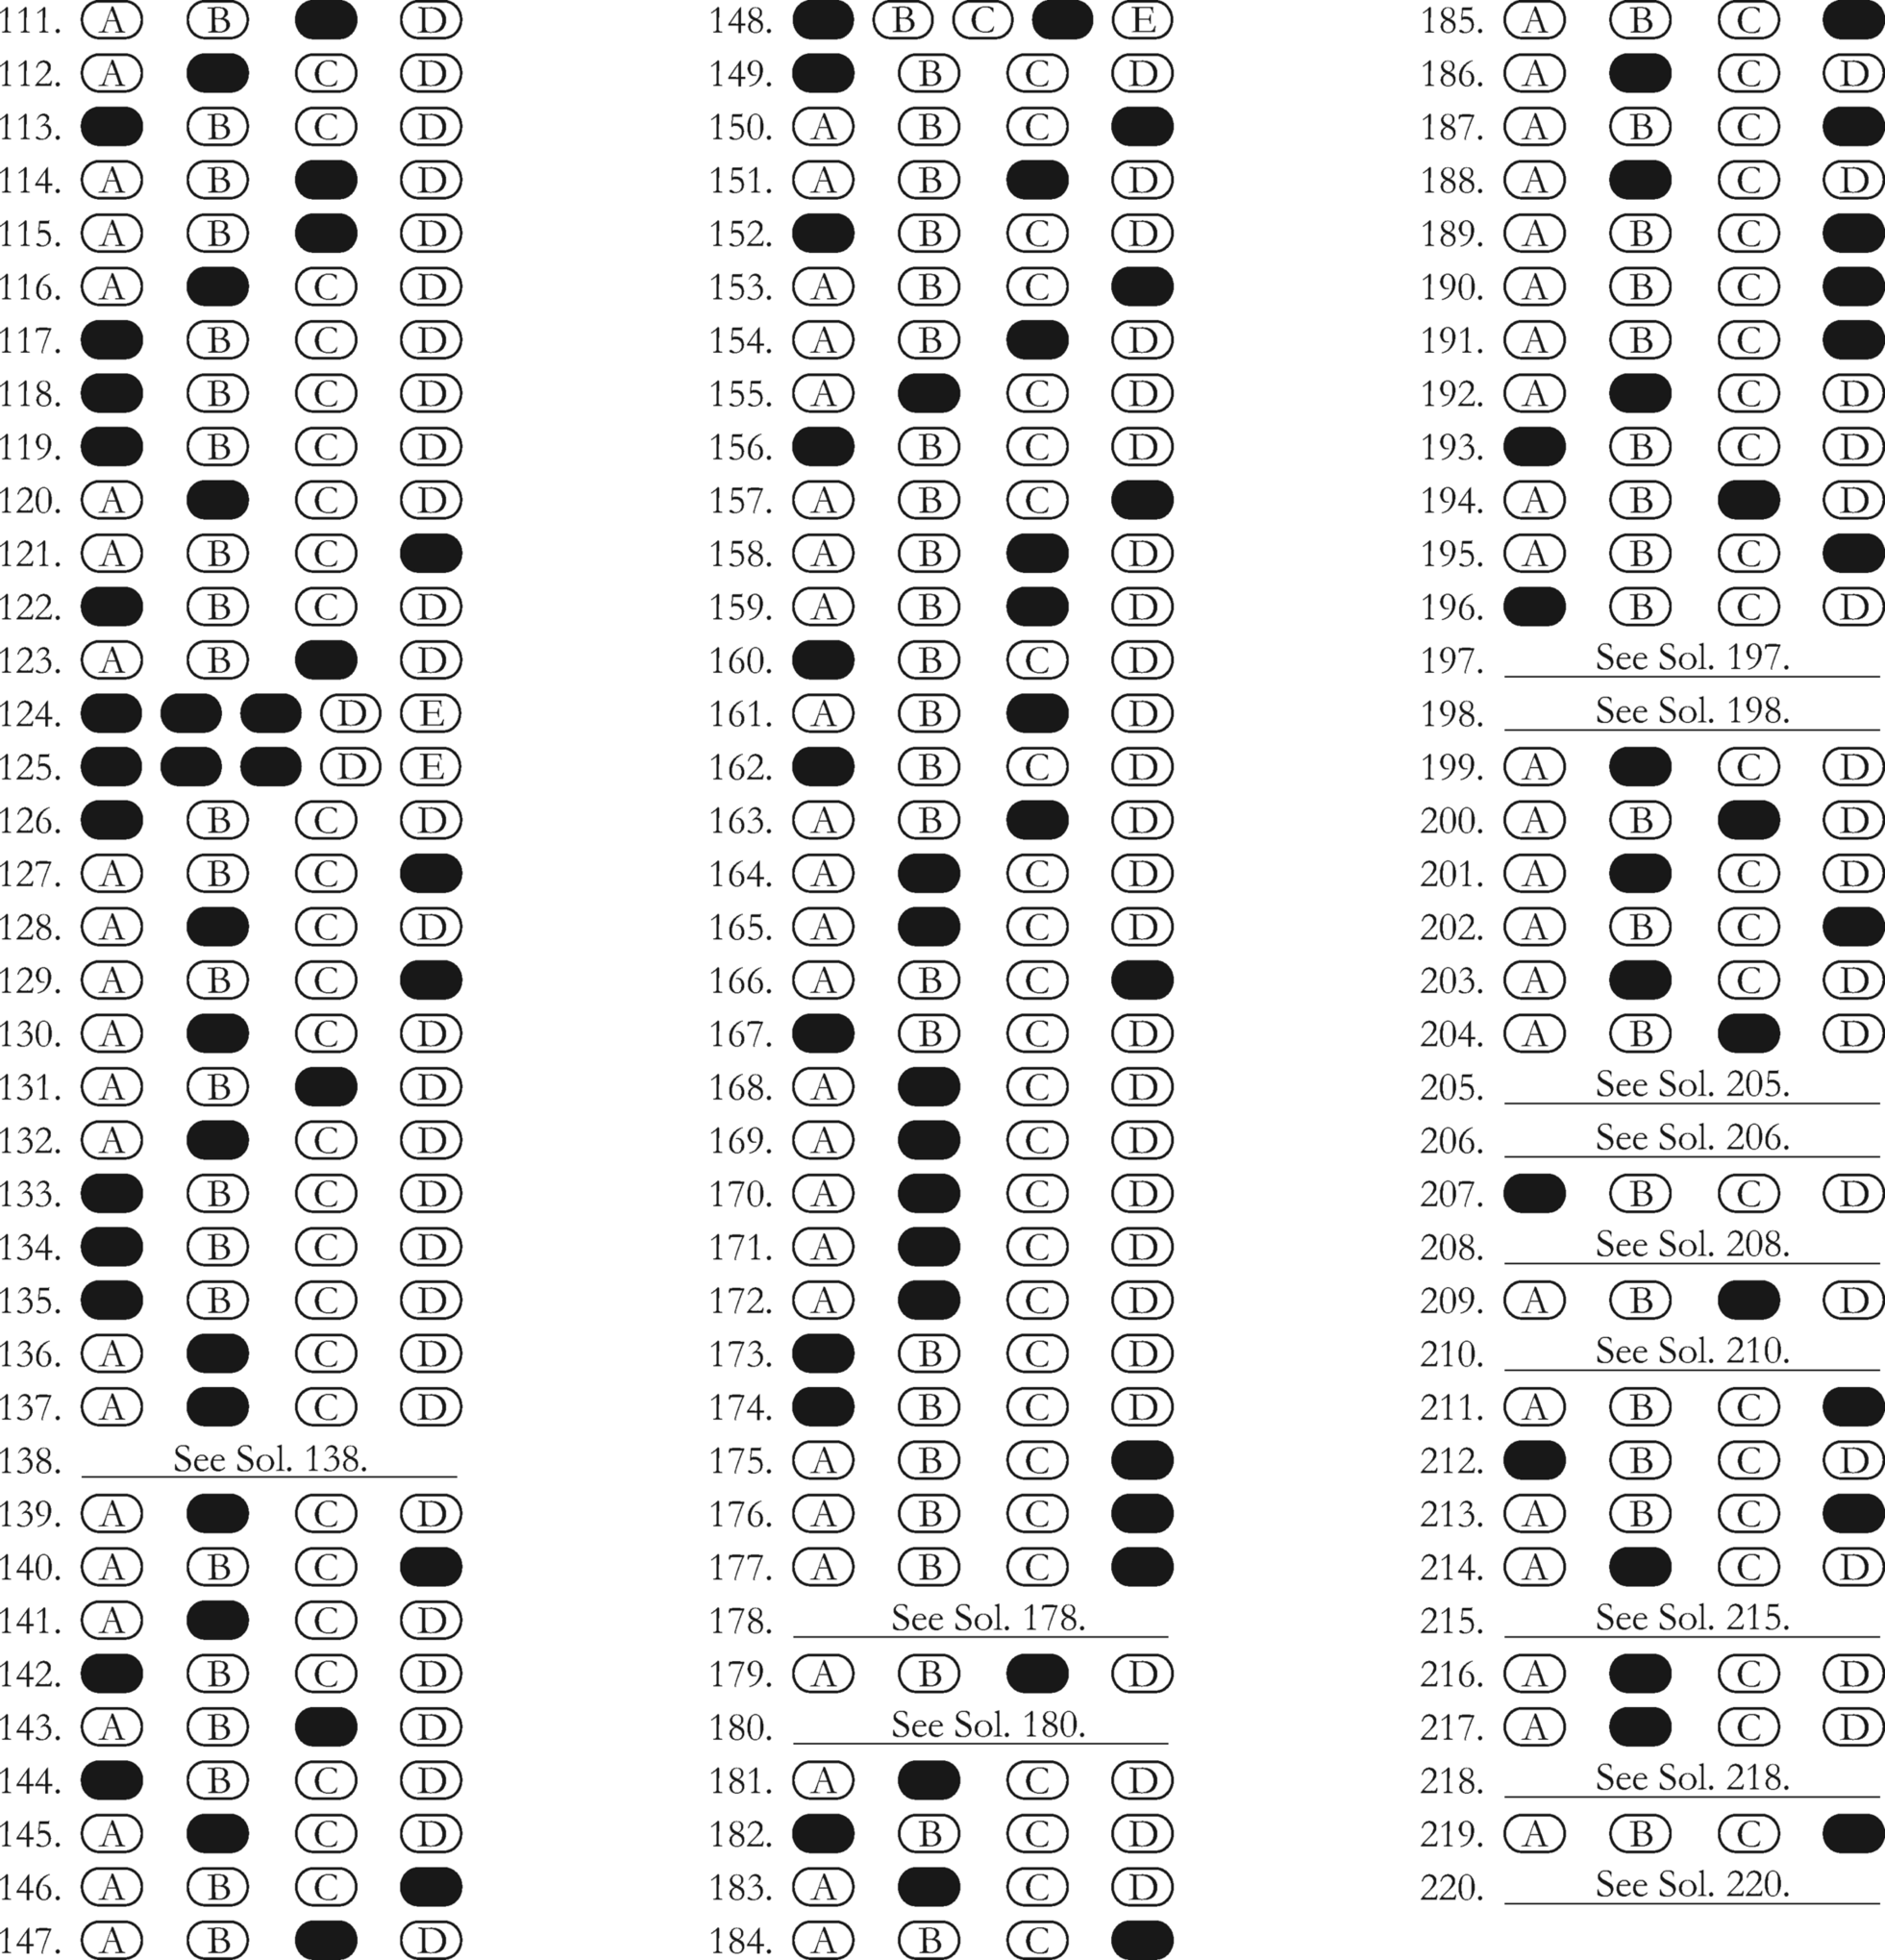 111. A B D
112. A C D
113. B C D
114. A B D
115. A B D
116. A C D
117. B C D
118. B C D
119. B C D
120. A C D
121. A B C
122. B C D
123. A B D
124. D E
125. D E
126. B C D
127. A B C
128. A C D
129. A B C
130. A C D
131. A B D
132. A C D
133. B C D
134. B C D
135. B C D
136. A C D
137. A C D
138. See Sol. 138.
139. A C D
140. A B C
141. A C D
142. B C D
143. A B D
144. B C D
145. A C D
146. A B C
147. A B D
148. B C E
149. B C D
150. A B C
151. A B D
152. B C D
153. A B C
154. A B D
155. A C D
156. B C D
157. A B C
158. A B D
159. A B D
160. B C D
161. A B D
162. B C D
163. A B D
164. A C D
165. A C D
166. A B C
167. B C D
168. A C D
169. A C D
170. A C D
171. A C D
172. A C D
173. B C D
174. B C D
175. A B C
176. A B C
177. A B C
178. See Sol. 178.
179. A B D
180. See Sol. 180.
181. A C D
182. B C D
183. A C D
184. A B C
185. A B C
186. A C D
187. A B C
188. A C D
189. A B C
190. A B C
191. A B C
192. A C D
193. B C D
194. A B D
195. A B C
196. B C D
197. See Sol. 197.
198. See Sol. 198.
199. A C D
200. A B D
201. A C D
202. A B C
203. A C D
204. A B D
205. See Sol. 205.
206. See Sol. 206.
207. B C D
208. See Sol. 208.
209. A B D
210. See Sol. 210.
211. A B C
212. B C D
213. A B C
214. A C D
215. See Sol. 215.
216. A C D
217. A C D
218. See Sol. 218.
219. A B C
220. See Sol. 220.